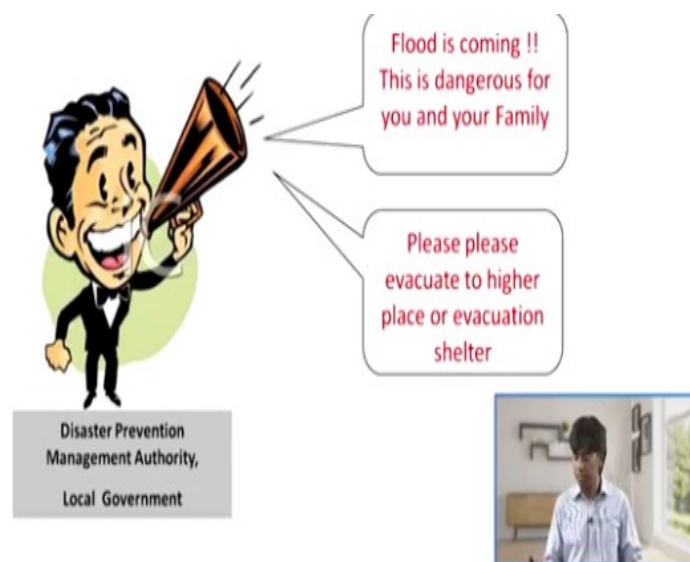 Flood is coming !!
This is dangerous for
you and your Family
Please please
evacuate to higher
place or evacuation
shelter
Disaster Prevention
Management Authority,
Local Government